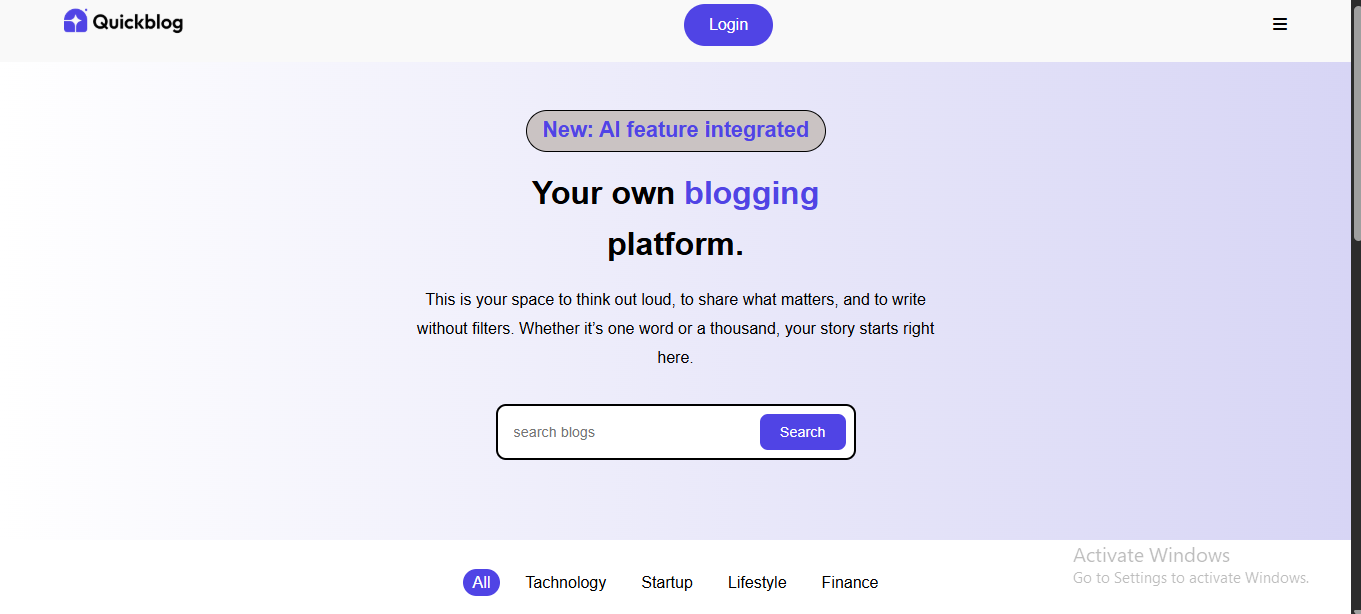 Quickblog
Login
New: AI feature integrated
Your own blogging
platform.
This is your space to think out loud, to share what matters, and to write
without filters. Whether it’s one word or a thousand, your story starts right
here.
search blogs
Search
All
Tachnology
Startup
Lifestyle
Finance
Activate Windows
Go to Settings to activate Windows.